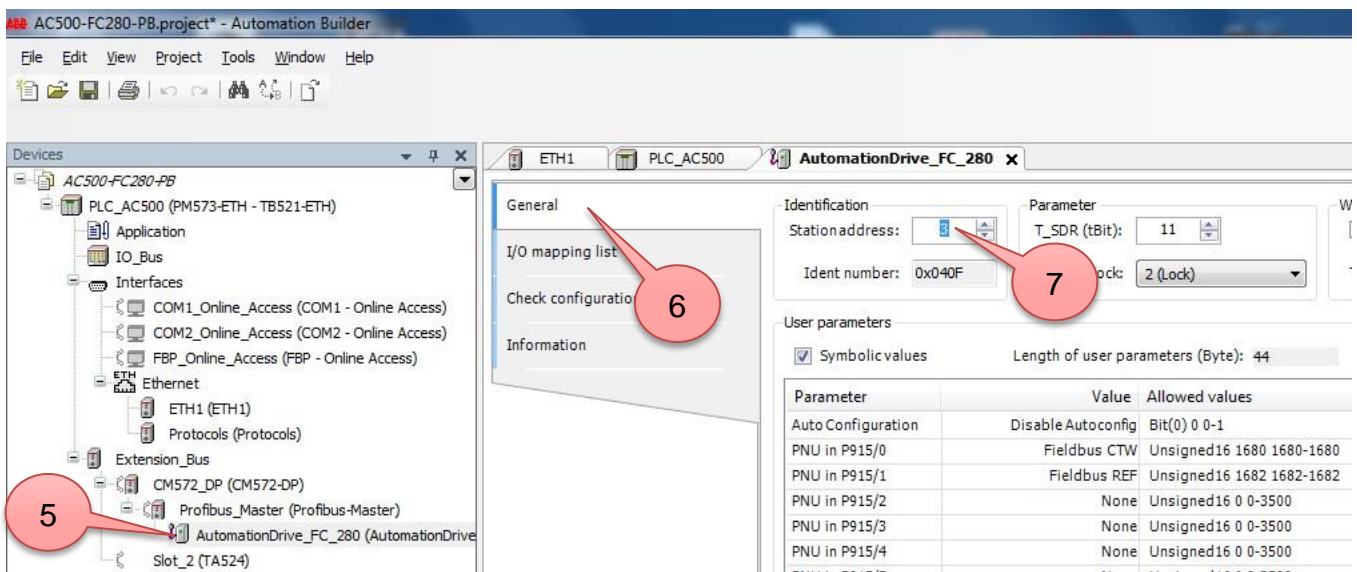 ABB AC500-FC280-PB.project* - Automation Builder
File Edit View Project Tools Window Help
Devices
AC500-FC280-PB
PLC_AC500 (PM573-ETH - TB521-ETH)
Application
IO_Bus
Interfaces
COM1_Online_Access (COM1 - Online Access)
COM2_Online_Access (COM2 - Online Access)
FBP_Online_Access (FBP - Online Access)
ETH Ethernet
ETH1 (ETH1)
Protocols (Protocols)
Extension_Bus
CM572_DP (CM572-DP)
Profibus_Master (Profibus-Master)
5
AutomationDrive_FC_280 (AutomationDrive
Slot_2 (TA524)
ETH1 PLC_AC500 AutomationDrive_FC_280 x
General
I/O mapping list
Check configuratio
Information
6
Identification
Station address: 3
Ident number: 0x040F
Parameter
T_SDR (tBit): 11
ock: 2 (Lock)
7
W
User parameters
Symbolic values Length of user parameters (Byte): 44
Parameter Value Allowed values
Auto Configuration Disable Autoconfig Bit(0) 0 0-1
PNU in P915/0 Fieldbus CTW Unsigned16 1680 1680-1680
PNU in P915/1 Fieldbus REF Unsigned16 1682 1682-1682
PNU in P915/2 None Unsigned16 0 0-3500
PNU in P915/3 None Unsigned16 0 0-3500
PNU in P915/4 None Unsigned16 0 0-3500